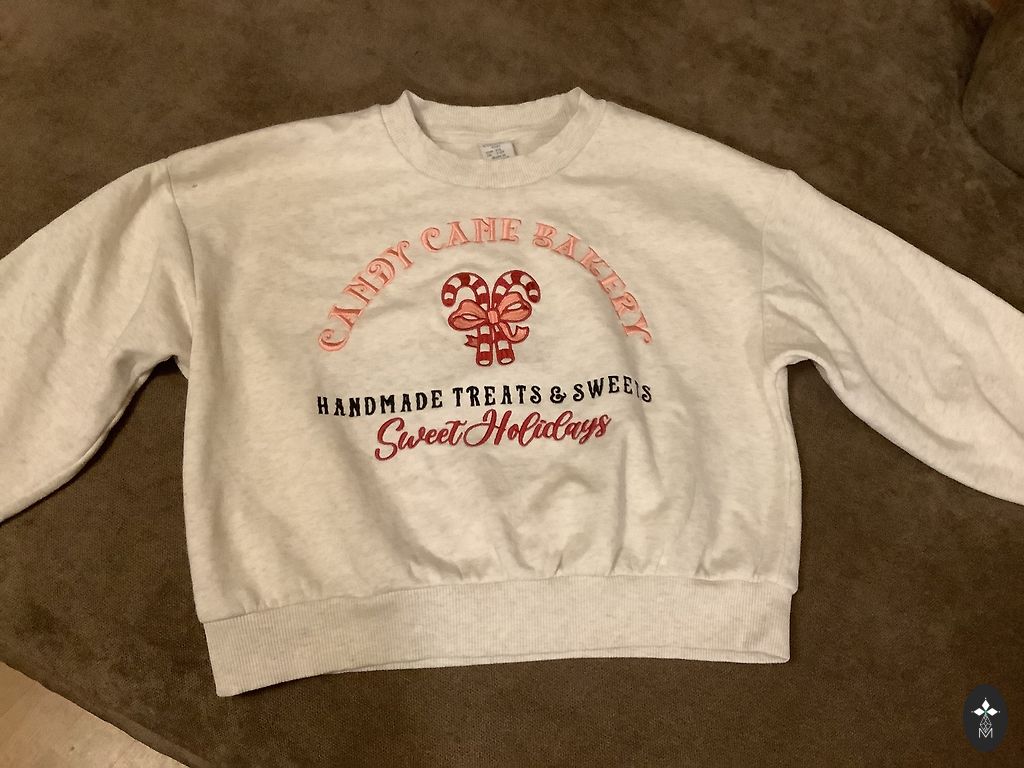 CANDY CANE BAKERY
HANDMADE TREATS & SWEETS
Sweet Holidays
M